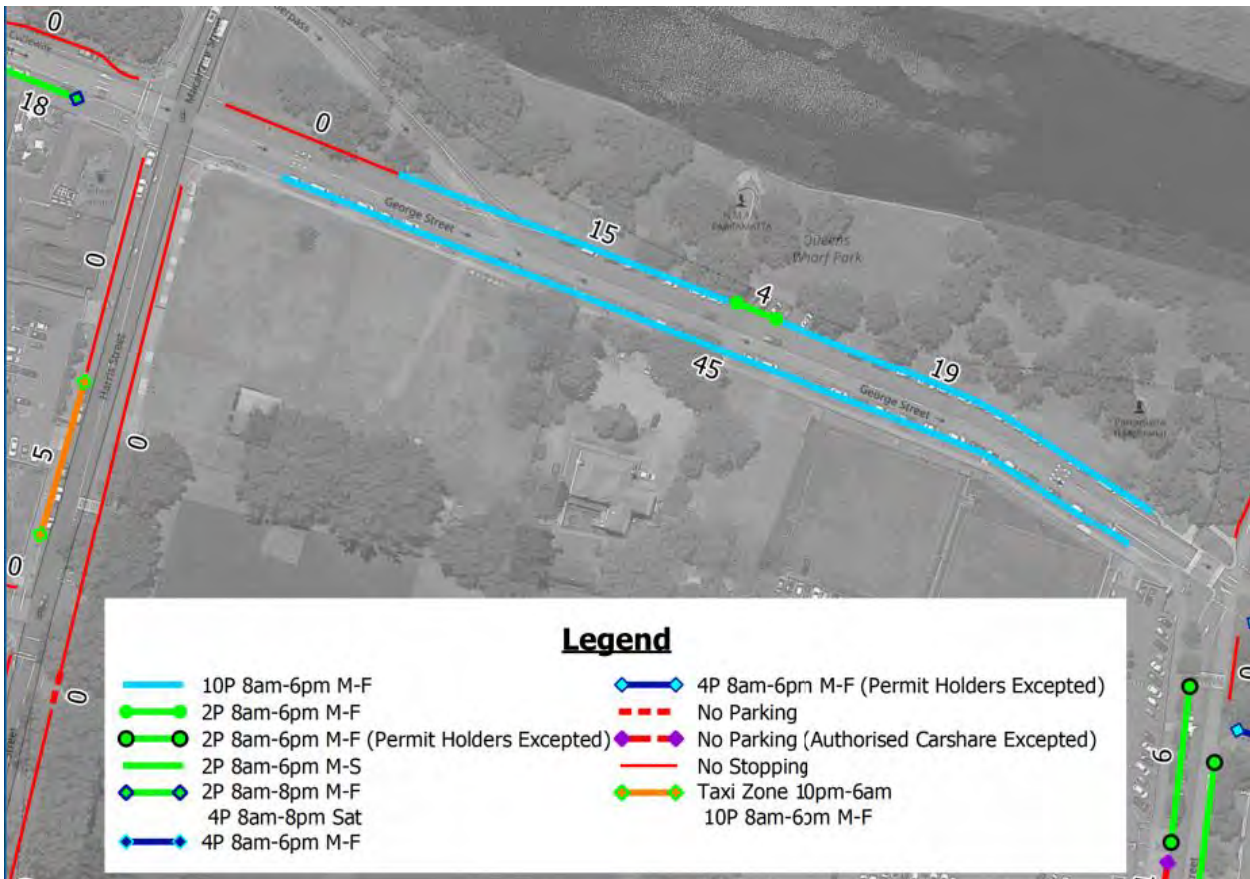 0
Cycleway
18
0
0
George Street
15
Queens
Wharf Park
4
45
19
George Street
Harris Street
0
5
0
0
0
0
6
Legend
10P 8am-6pm M-F
2P 8am-6pm M-F
2P 8am-6pm M-F (Permit Holders Excepted)
2P 8am-6pm M-S
2P 8am-8pm M-F
4P 8am-8pm Sat
4P 8am-6pm M-F
4P 8am-6pm M-F (Permit Holders Excepted)
No Parking
No Parking (Authorised Carshare Excepted)
No Stopping
Taxi Zone 10pm-6am
10P 8am-6pm M-F